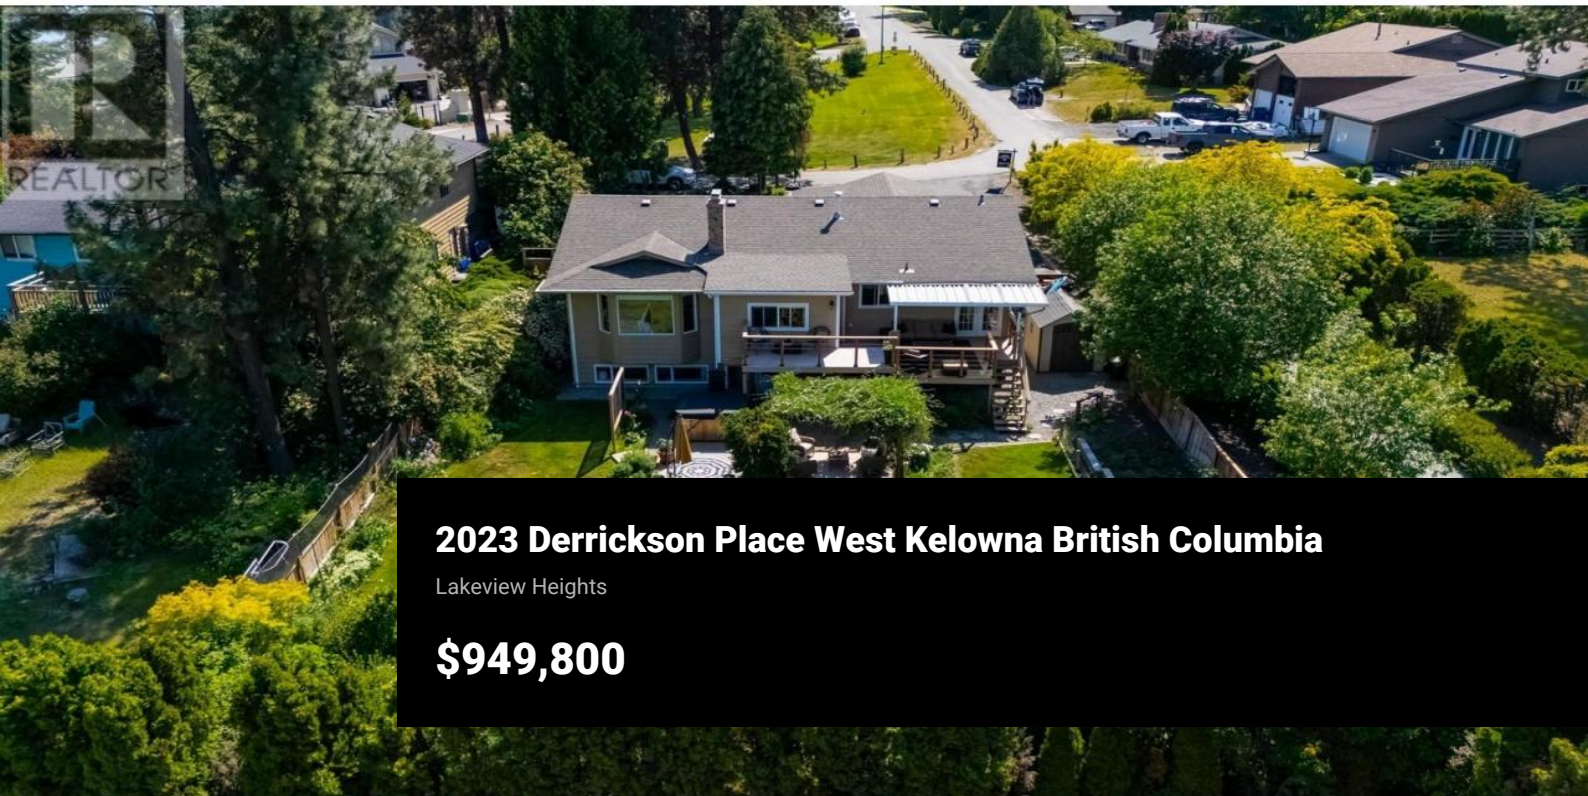 R
REALTOR
2023 Derrickson Place West Kelowna British Columbia
Lakeview Heights
$949,800